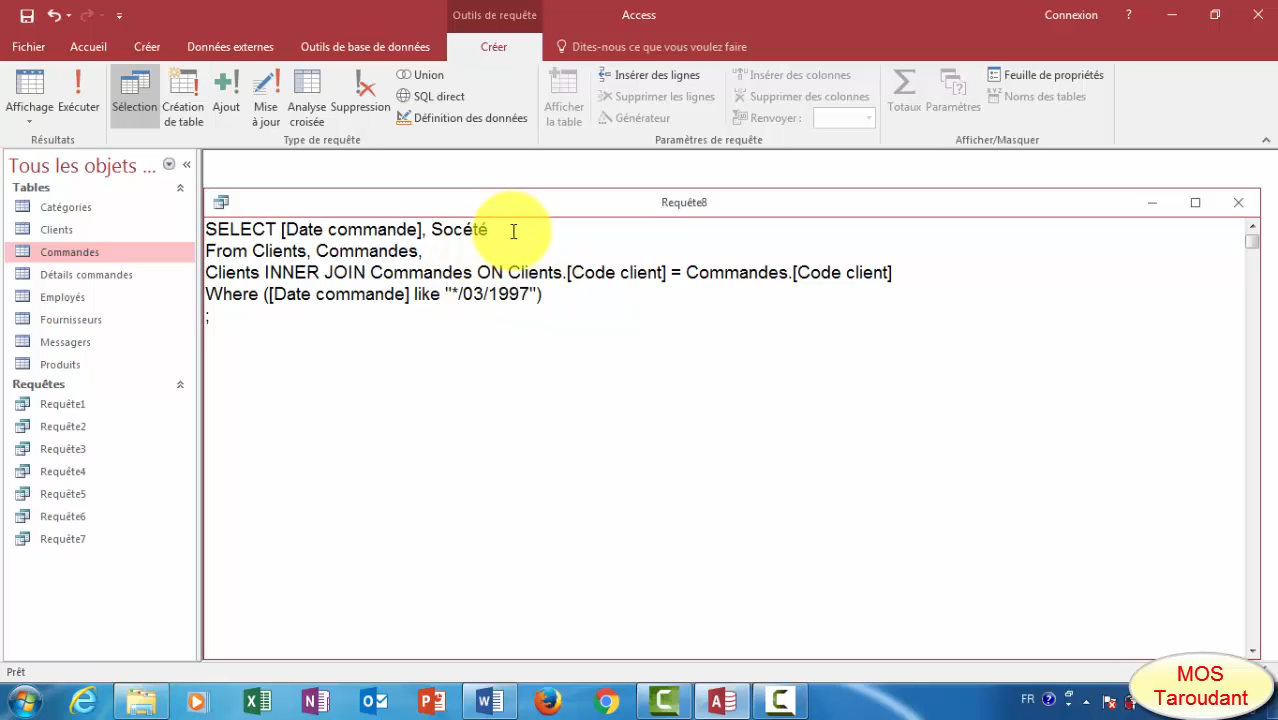 Outils de requête
Access
Connexion
?
Fichier
Accueil
Créer
Données externes
Outils de base de données
Créer
Dites-nous ce que vous voulez faire
Affichage
Exécuter
Sélection
Création
de table
Ajout
Mise
à jour
Analyse
croisée
Suppression
Union
SQL direct
Définition des données
Afficher
la table
Insérer des lignes
Supprimer les lignes
Générateur
Insérer des colonnes
Supprimer des colonnes
Renvoyer :
Totaux
Paramètres
Feuille de propriétés
Noms des tables
Résultats
Type de requête
Paramètres de requête
Afficher/Masquer
Tous les objets ...
Tables
Catégories
Clients
Commandes
Détails commandes
Employés
Fournisseurs
Messagers
Produits
Requêtes
Requête1
Requête2
Requête3
Requête4
Requête5
Requête6
Requête7
Requête8
SELECT [Date commande], Socété
From Clients, Commandes,
Clients INNER JOIN Commandes ON Clients.[Code client] = Commandes.[Code client]
Where ([Date commande] like "*/03/1997")
;
Prêt
FR
MOS
Taroudant